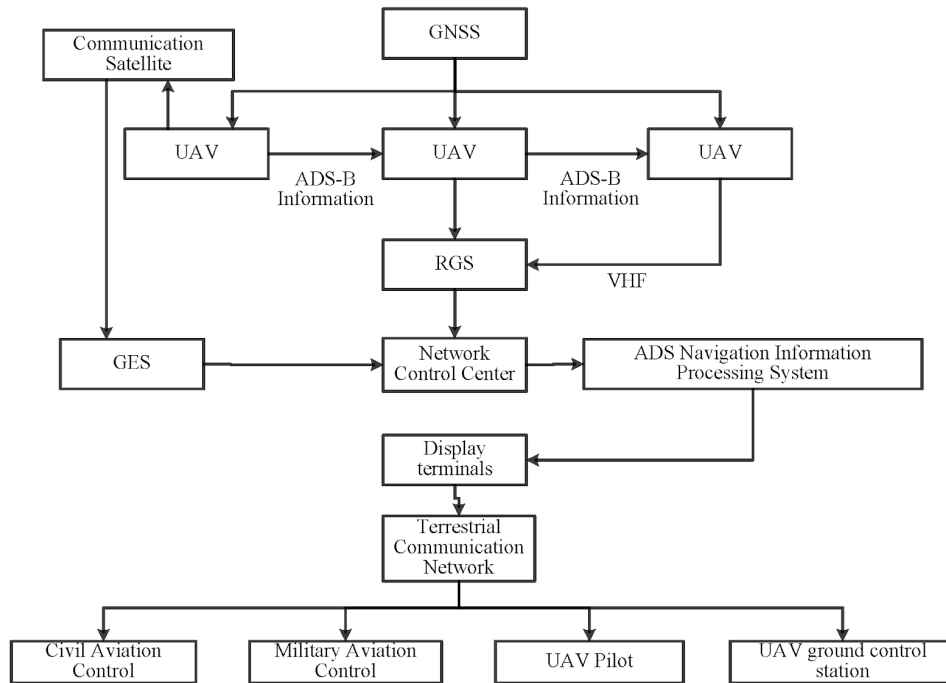 GNSS
Communication
Satellite
UAV
UAV
UAV
ADS-B
Information
ADS-B
Information
RGS
VHF
GES
Network
Control Center
ADS Navigation Information
Processing System
Display
terminals
Terrestrial
Communication
Network
Civil Aviation
Control
Military Aviation
Control
UAV Pilot
UAV ground control
station